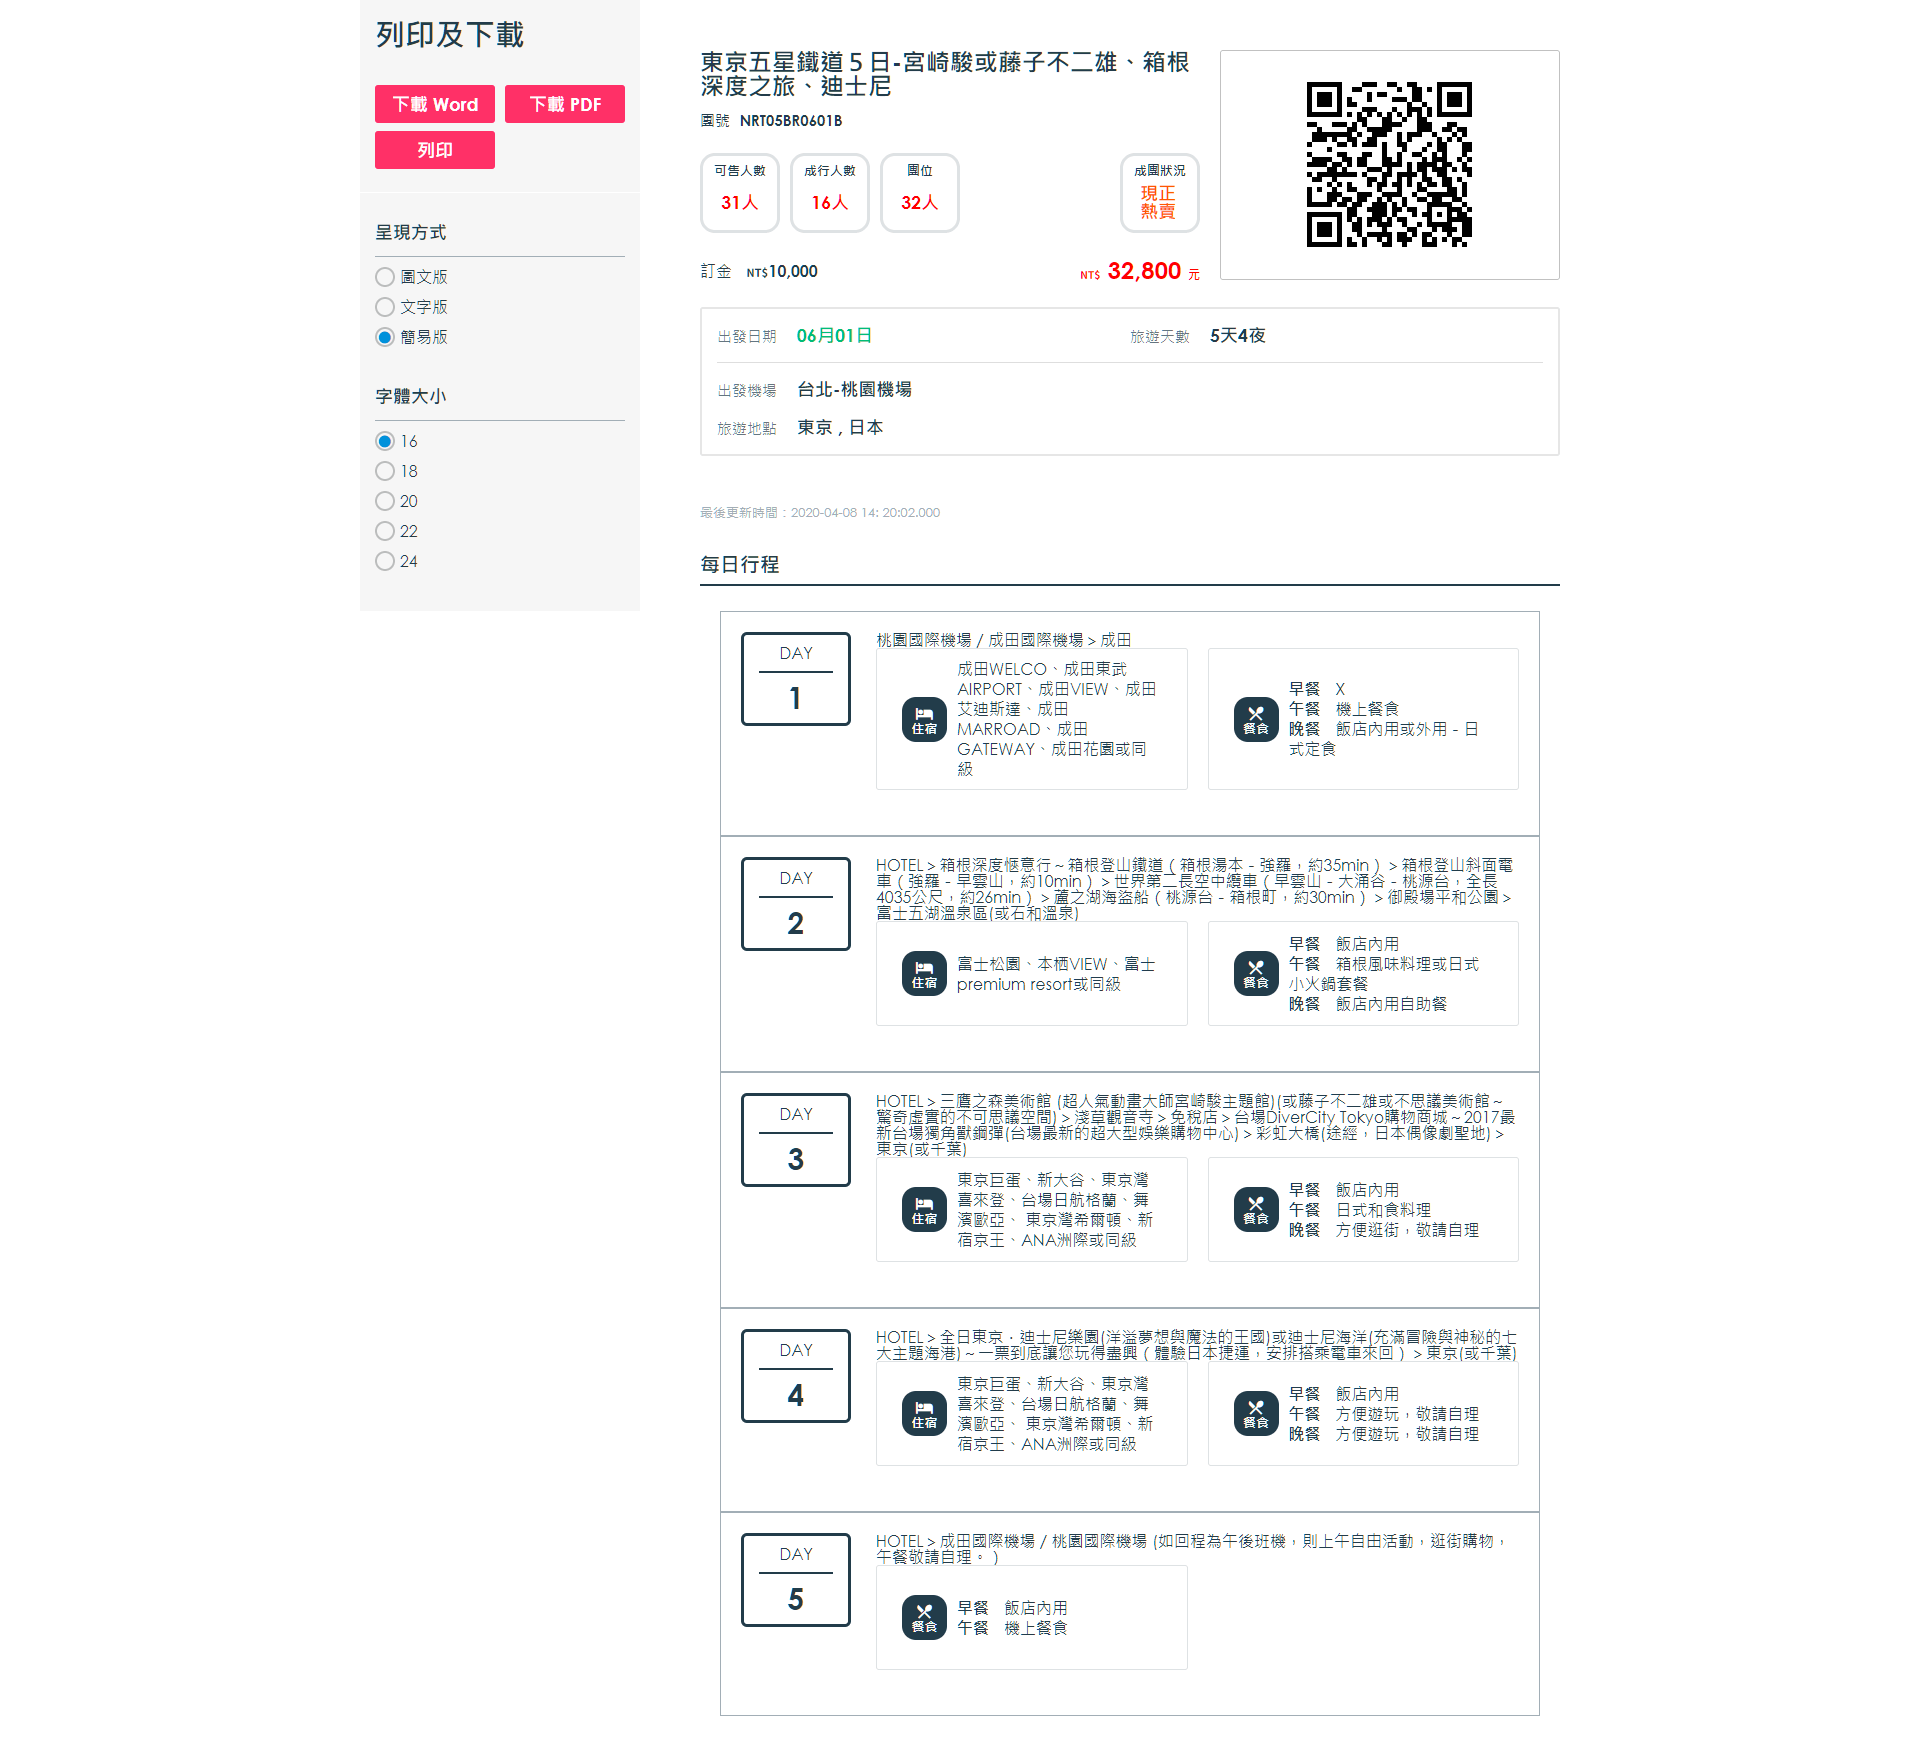 列印及下載
下載 Word
下載 PDF
列印
呈現方式
圖文版
文字版
簡易版
字體大小
16
18
20
22
24
東京五星鐵道５日-宮崎駿或藤子不二雄、箱根
深度之旅、迪士尼
團號 NRT05BR0601B
可售人數
31人
成行人數
16人
團位
32人
成團狀況
現正
熱賣
訂金 NT$10,000
NT$ 32,800 元
出發日期 06月01日
旅遊天數 5天4夜
出發機場 台北-桃園機場
旅遊地點 東京 , 日本
最後更新時間：2020-04-08 14: 20:02.000
每日行程
DAY
1
桃園國際機場 / 成田國際機場 > 成田
住宿
成田WELCO、成田東武
AIRPORT、成田VIEW、成田
艾迪斯達、成田
MARROAD、成田
GATEWAY、成田花園或同
級
餐食
早餐 X
午餐 機上餐食
晚餐 飯店內用或外用－日
式定食
DAY
2
HOTEL > 箱根深度愜意行～箱根登山鐵道（箱根湯本－強羅，約35min）> 箱根登山斜面電
車（強羅－早雲山，約10min）> 世界第二長空中纜車（早雲山－大涌谷－桃源台，全長
4035公尺，約26min）> 蘆之湖海盜船（桃源台－箱根町，約30min）> 御殿場平和公園 >
富士五湖溫泉區(或石和溫泉)
住宿
富士松園、本栖VIEW、富士
premium resort或同級
餐食
早餐 飯店內用
午餐 箱根風味料理或日式
小火鍋套餐
晚餐 飯店內用自助餐
DAY
3
HOTEL > 三鷹之森美術館 (超人氣動畫大師宮崎駿主題館)(或藤子不二雄或不思議美術館～
驚奇虛實的不可思議空間) > 淺草觀音寺 > 免稅店 > 台場DiverCity Tokyo購物商城～2017最
新台場獨角獸鋼彈(台場最新的超大型娛樂購物中心) > 彩虹大橋(途經，日本偶像劇聖地) >
東京(或千葉)
住宿
東京巨蛋、新大谷、東京灣
喜來登、台場日航格蘭、舞
濱歐亞、 東京灣希爾頓、新
宿京王、ANA洲際或同級
餐食
早餐 飯店內用
午餐 日式和食料理
晚餐 方便逛街，敬請自理
DAY
4
HOTEL > 全日東京．迪士尼樂園(洋溢夢想與魔法的王國)或迪士尼海洋(充滿冒險與神秘的七
大主題海港)～一票到底讓您玩得盡興（體驗日本捷運，安排搭乘電車來回）> 東京(或千葉)
住宿
東京巨蛋、新大谷、東京灣
喜來登、台場日航格蘭、舞
濱歐亞、 東京灣希爾頓、新
宿京王、ANA洲際或同級
餐食
早餐 飯店內用
午餐 方便遊玩，敬請自理
晚餐 方便遊玩，敬請自理
DAY
5
HOTEL > 成田國際機場 / 桃園國際機場 (如回程為午後班機，則上午自由活動，逛街購物，
午餐敬請自理。)
餐食
早餐 飯店內用
午餐 機上餐食